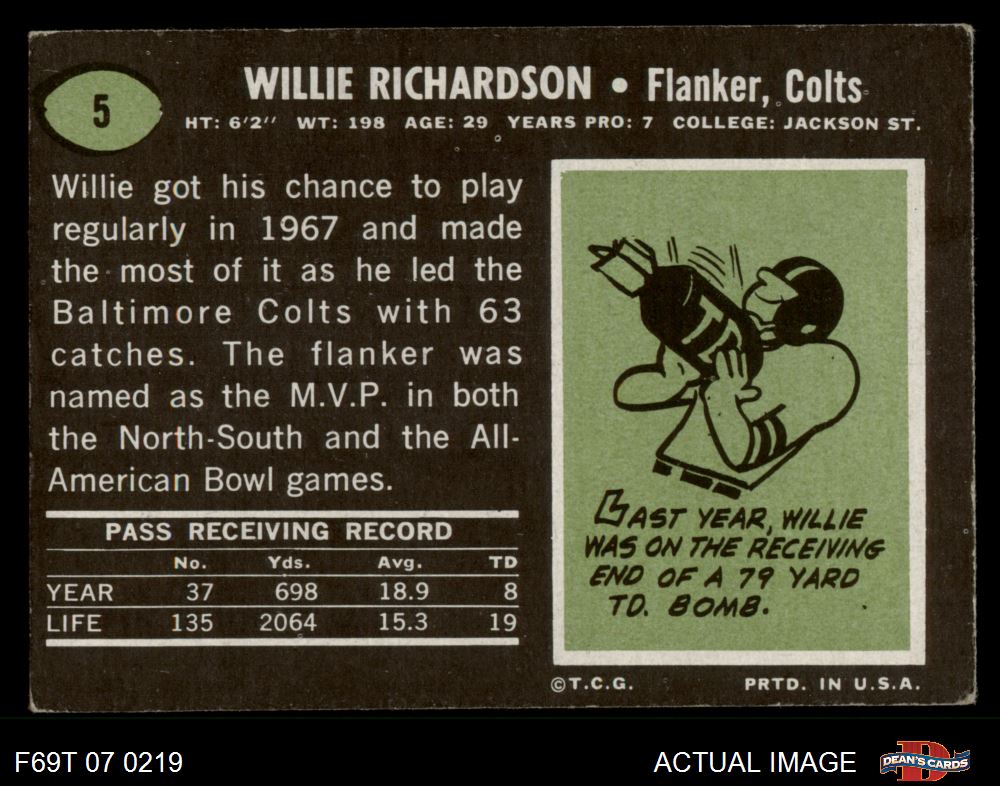 5
WILLIE RICHARDSON • Flanker, Colts
HT: 6'2'' WT: 198 AGE: 29 YEARS PRO: 7 COLLEGE: JACKSON ST.
Willie got his chance to play
regularly in 1967 and made
the most of it as he led the
Baltimore Colts with 63
catches. The flanker was
named as the M.V.P. in both
the North-South and the All-
American Bowl games.
PASS RECEIVING RECORD
No. Yds. Avg. TD
YEAR 37 698 18.9 8
LIFE 135 2064 15.3 19
TNT
LAST YEAR, WILLIE
WAS ON THE RECEIVING
END OF A 79 YARD
TD. BOMB.
©T.C.G. PRTD. IN U.S.A.
F69T 07 0219 ACTUAL IMAGE DEAN'S CARDS